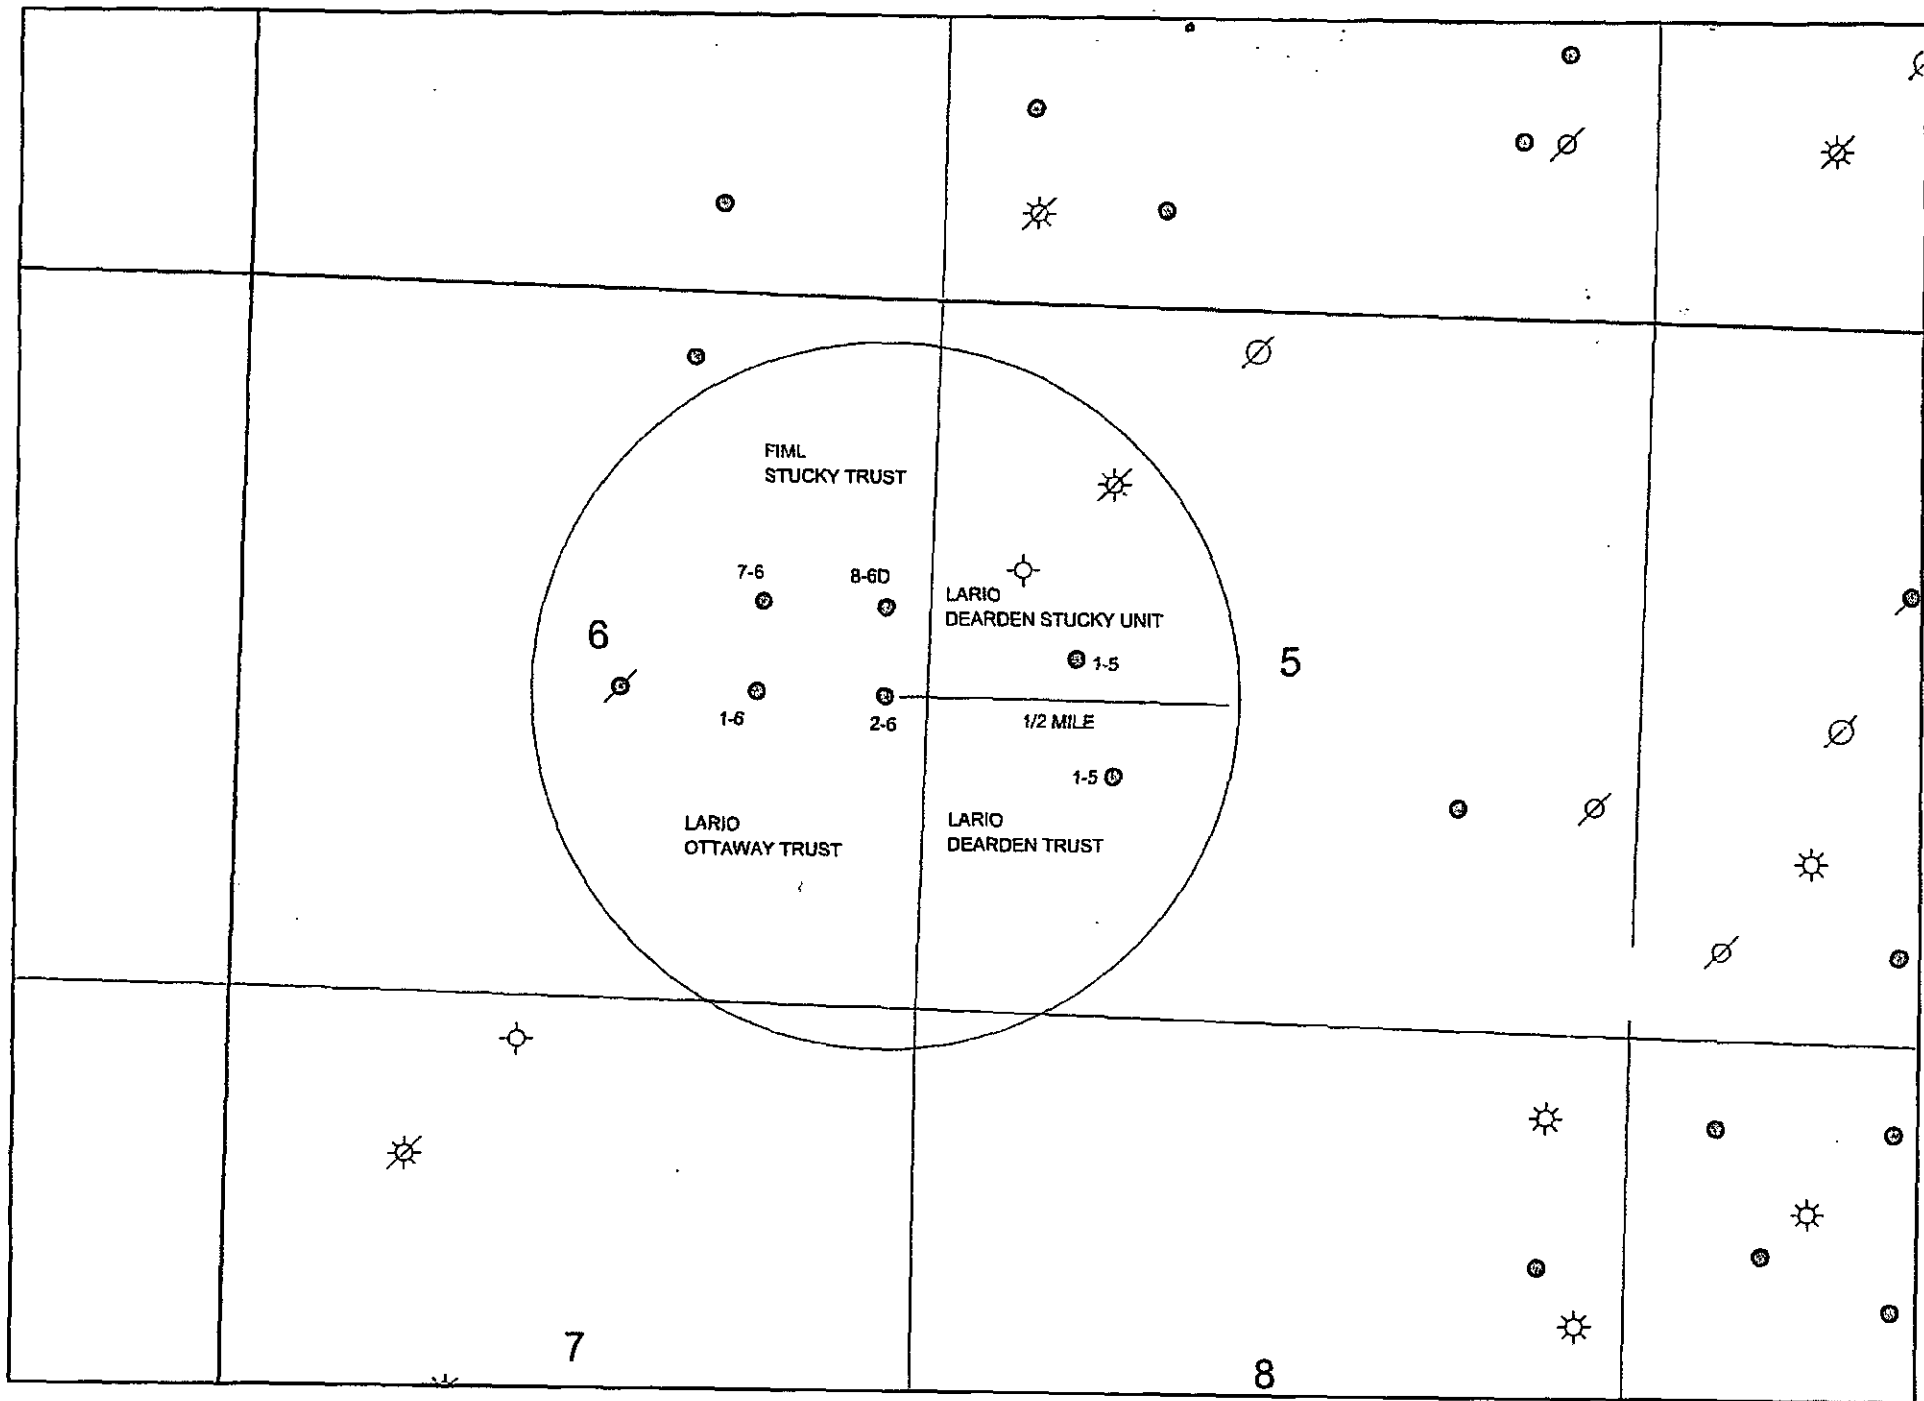 FIML
STUCKY TRUST
7-6
8-6D
LARIO
DEARDEN STUCKY UNIT
6
1-5
5
1-6
2-6
1/2 MILE
1-5
LARIO
OTTAWAY TRUST
LARIO
DEARDEN TRUST
7
8